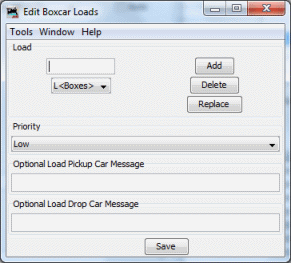 Edit Boxcar Loads
Tools Window Help
Load
Add
L<Boxes>
Delete
Replace
Priority
Low
Optional Load Pickup Car Message
Optional Load Drop Car Message
Save